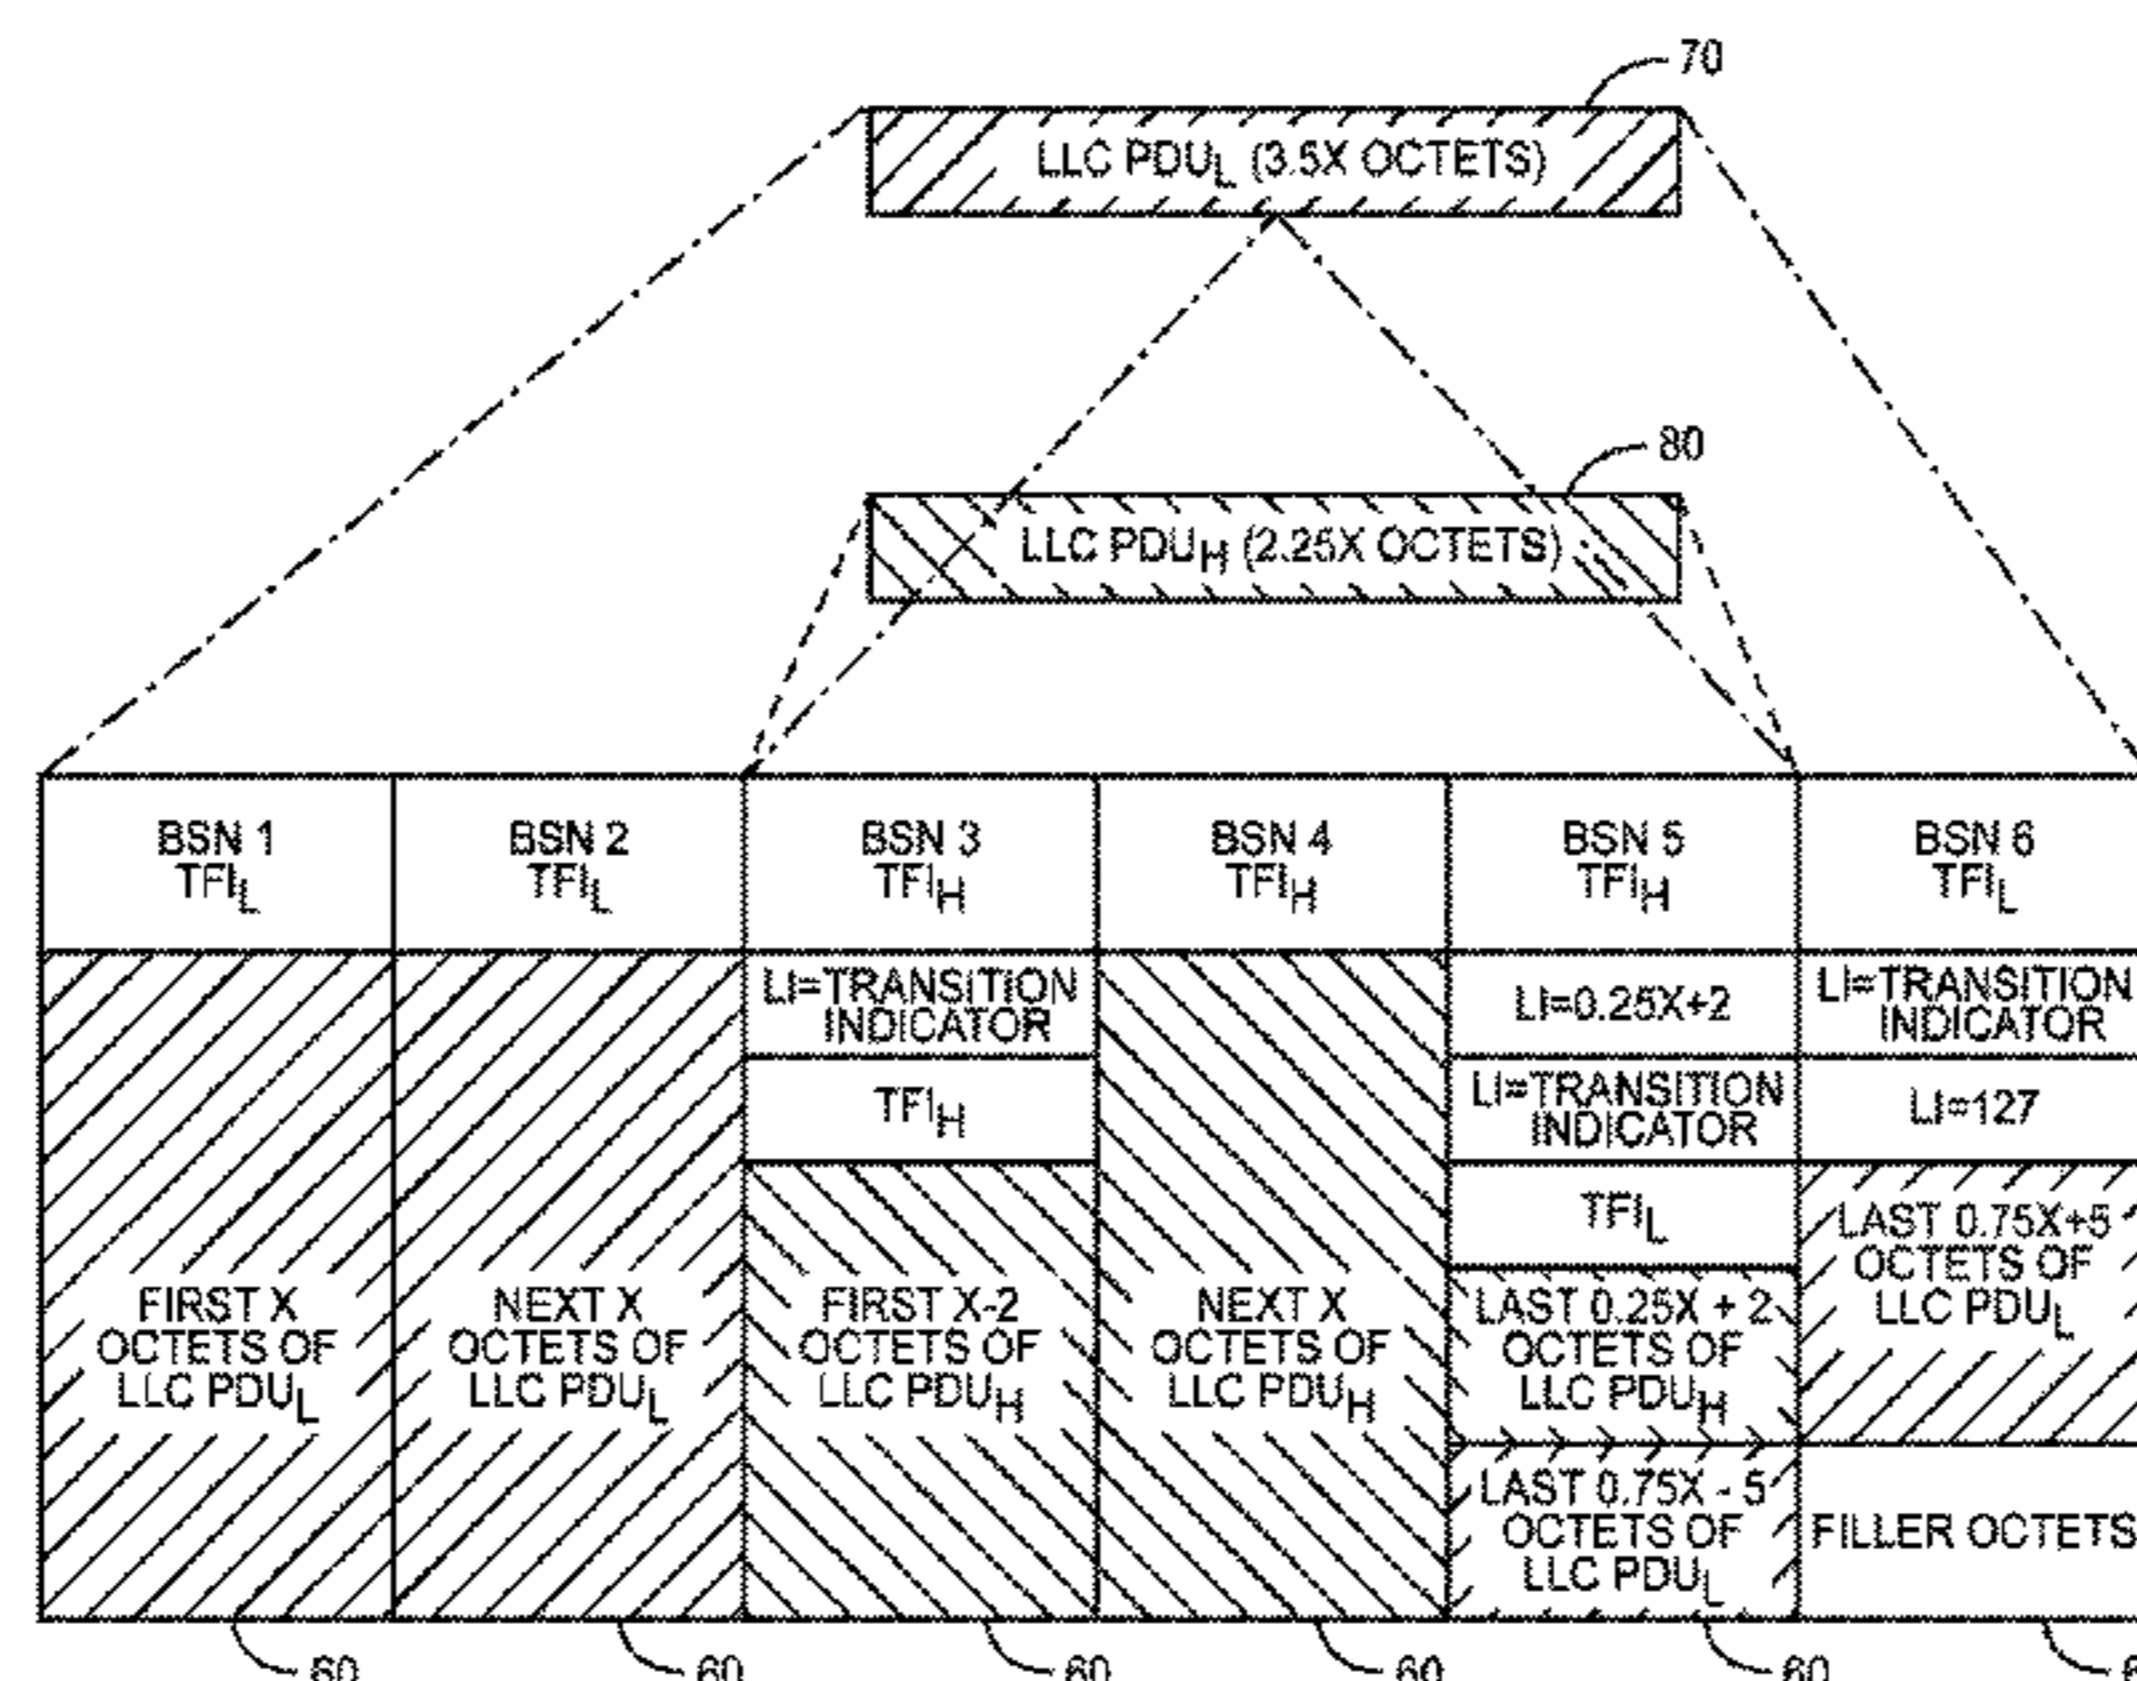 70
LLC PDUL (3.5X OCTETS)
80
LLC PDUH (2.25X OCTETS)
BSN 1
TFIL
BSN 2
TFIL
BSN 3
TFIH
BSN 4
TFIH
BSN 5
TFIH
BSN 6
TFIL
FIRST X
OCTETS OF
LLC PDUL
NEXT X
OCTETS OF
LLC PDUL
LI=TRANSITION
INDICATOR
TFIH
FIRST X-2
OCTETS OF
LLC PDUH
NEXT X
OCTETS OF
LLC PDUH
LI=0.25X+2
LI=TRANSITION
INDICATOR
TFIL
LAST 0.25X + 2
OCTETS OF
LLC PDUH
LAST 0.75X - 5
OCTETS OF
LLC PDUL
LI=TRANSITION
INDICATOR
LI=127
LAST 0.75X+5
OCTETS OF
LLC PDUL
FILLER OCTETS
60
60
60
60
60